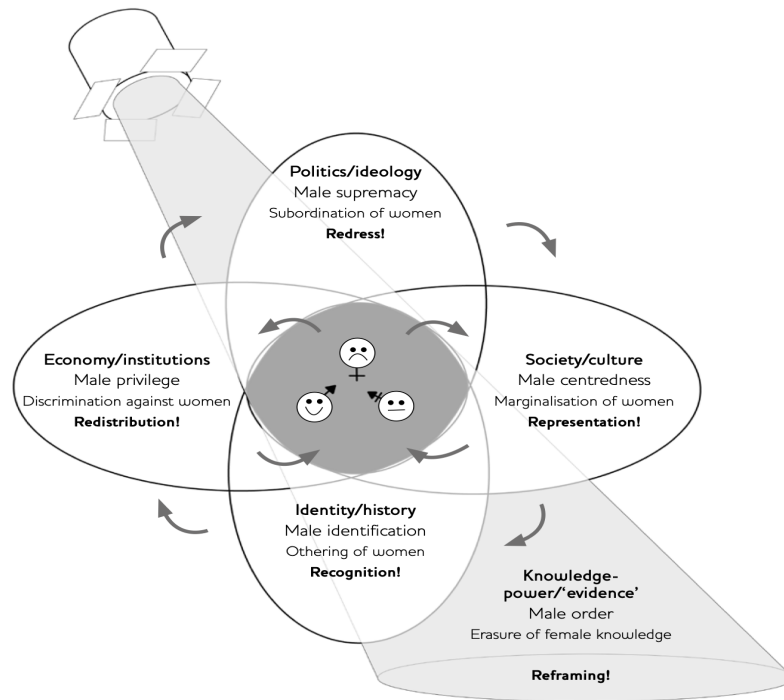 Politics/ideology
Male supremacy
Subordination of women
Redress!
Economy/institutions
Male privilege
Discrimination against women
Redistribution!
Society/culture
Male centredness
Marginalisation of women
Representation!
Identity/history
Male identification
Othering of women
Recognition!
Knowledge-
power/‘evidence’
Male order
Erasure of female knowledge
Reframing!